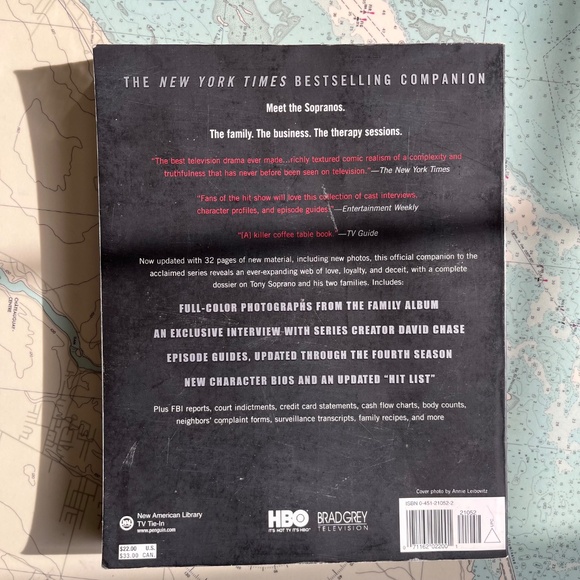 THE NEW YORK TIMES BESTSELLING COMPANION
Meet the Sopranos.
The family. The business. The therapy sessions.
"The best television drama ever made...richly textured comic realism of a complexity and
truthfulness that has never before been seen on television."—The New York Times
"Fans of the hit show will love this collection of cast interviews,
character profiles, and episode guides."—Entertainment Weekly
"[A] killer coffee table book."—TV Guide
Now updated with 32 pages of new material, including new photos, this official companion to the
acclaimed series reveals an ever-expanding web of love, loyalty, and deceit, with a complete
dossier on Tony Soprano and his two families. Includes:
FULL-COLOR PHOTOGRAPHS FROM THE FAMILY ALBUM
AN EXCLUSIVE INTERVIEW WITH SERIES CREATOR DAVID CHASE
EPISODE GUIDES, UPDATED THROUGH THE FOURTH SEASON
NEW CHARACTER BIOS AND AN UPDATED "HIT LIST"
Plus FBI reports, court indictments, credit card statements, cash flow charts, body counts,
neighbors' complaint forms, surveillance transcripts, family recipes, and more
Cover photo by Annie Leibovitz
ISBN 0-451-21052-2
21052
New American Library
TV Tie-In
www.penguin.com
HBO
IT'S NOT TV. IT'S HBO.
BRAD GREY
TELEVISION
$22.00 U.S.
$33.00 CAN.